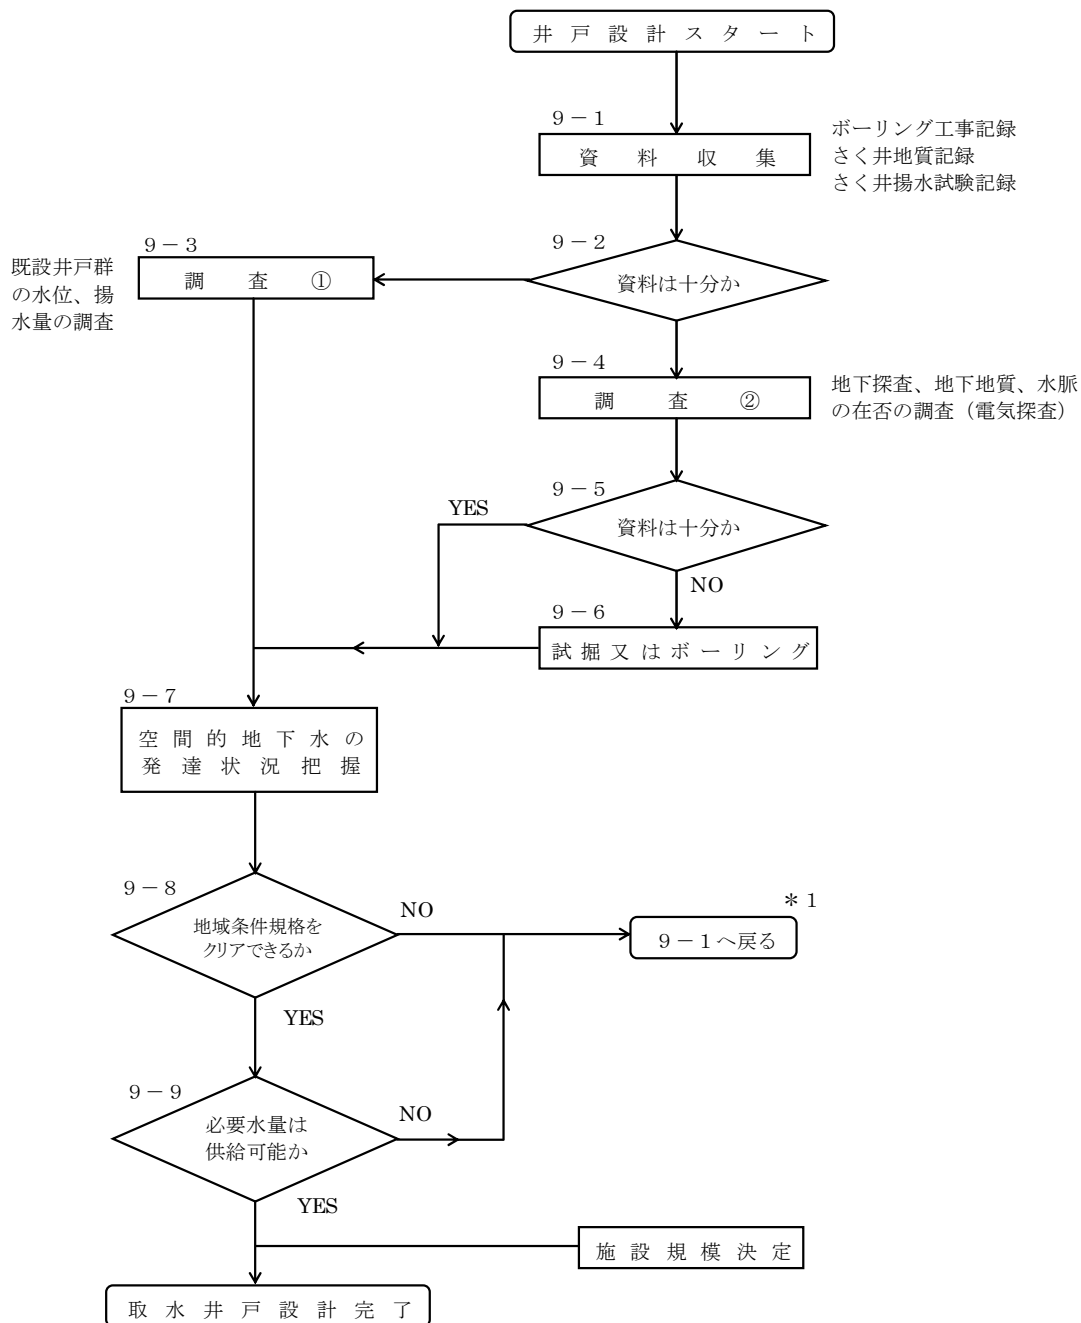 井戸設計スタート
９－１
資料収集
ボーリング工事記録
さく井地質記録
さく井揚水試験記録
９－２
資料は十分か
９－３
調査①
既設井戸群
の水位、揚
水量の調査
９－４
調査②
地下探査、地下地質、水脈
の在否の調査（電気探査）
９－５
資料は十分か
YES
NO
９－６
試掘又はボーリング
９－７
空間的地下水の
発達状況把握
９－８
地域条件規格を
クリアできるか
NO
＊１
９－１へ戻る
YES
９－９
必要水量は
供給可能か
NO
YES
施設規模決定
取水井戸設計完了